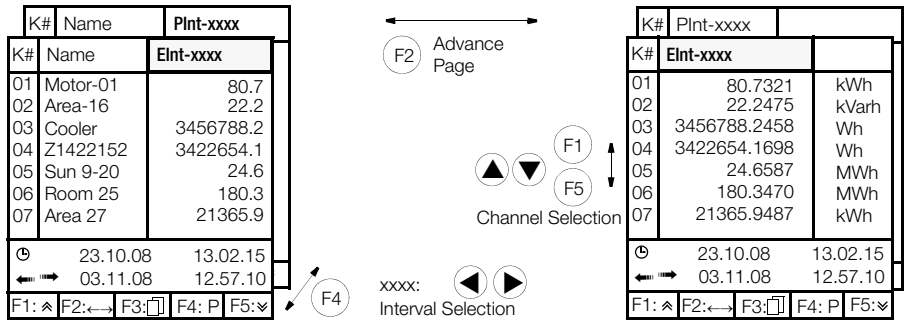 K# Name PInt-xxxx
K# Name EInt-xxxx
01 Motor-01 80.7
02 Area-16 22.2
03 Cooler 3456788.2
04 Z1422152 3422654.1
05 Sun 9-20 24.6
06 Room 25 180.3
07 Area 27 21365.9
23.10.08 13.02.15
03.11.08 12.57.10
F1: F2:←→ F3: F4: P F5:
F2 Advance
Page
F1
F5
Channel Selection
F4
xxxx:
Interval Selection
K# PInt-xxxx
K# EInt-xxxx
01 80.7321 kWh
02 22.2475 kVarh
03 3456788.2458 Wh
04 3422654.1698 Wh
05 24.6587 MWh
06 180.3470 MWh
07 21365.9487 kWh
23.10.08 13.02.15
03.11.08 12.57.10
F1: F2:←→ F3: F4: P F5: